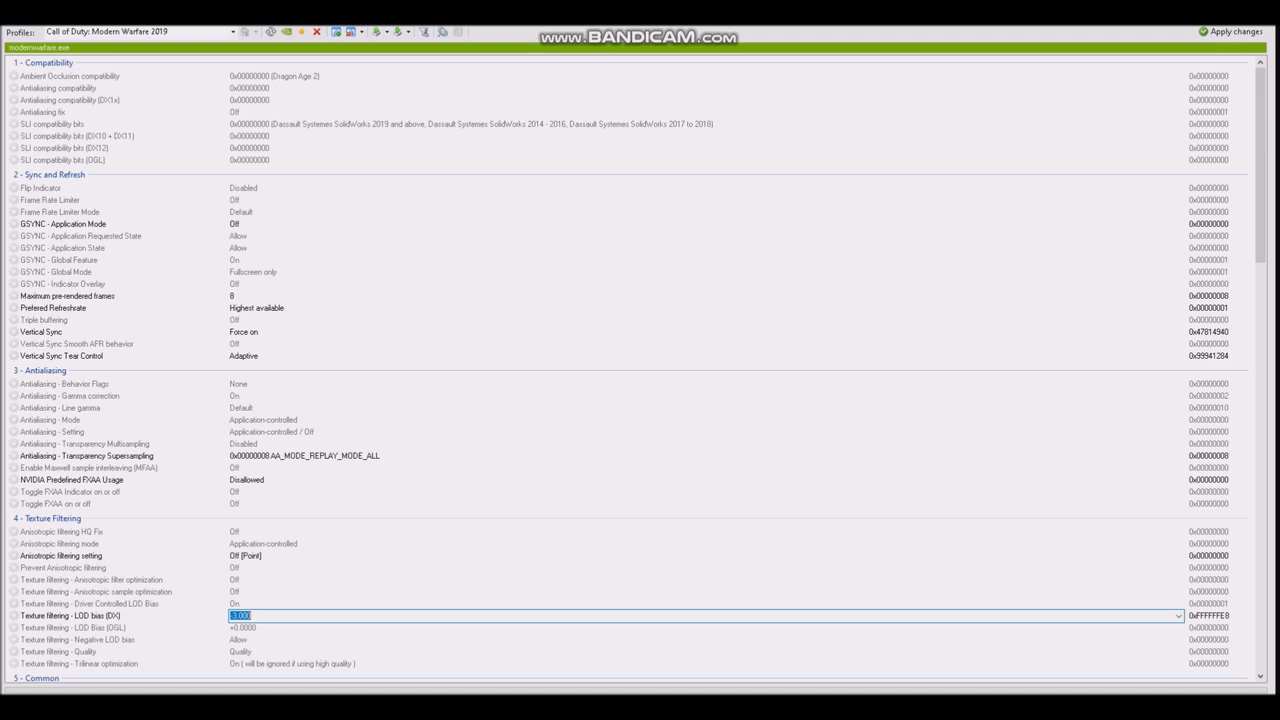 www.BANDICAM.com
Profiles: Call of Duty: Modern Warfare 2019 Apply changes
modernwarfare.exe
1 - Compatibility
Ambient Occlusion compatibility 0x00000000 (Dragon Age 2) 0x00000000
Antialiasing compatibility 0x00000000 0x00000000
Antialiasing compatibility (DX1x) 0x00000000 0x00000000
Antialiasing fix Off 0x00000001
SLI compatibility bits 0x00000000 (Dassault Systemes SolidWorks 2019 and above, Dassault Systemes SolidWorks 2014 - 2016, Dassault Systemes SolidWorks 2017 to 2018) 0x00000000
SLI compatibility bits (DX10 + DX11) 0x00000000 0x00000000
SLI compatibility bits (DX12) 0x00000000 0x00000000
SLI compatibility bits (OGL) 0x00000000 0x00000000
2 - Sync and Refresh
Flip Indicator Disabled 0x00000000
Frame Rate Limiter Off 0x00000000
Frame Rate Limiter Mode Default 0x00000000
GSYNC - Application Mode Off 0x00000000
GSYNC - Application Requested State Allow 0x00000000
GSYNC - Application State Allow 0x00000000
GSYNC - Global Feature On 0x00000001
GSYNC - Global Mode Fullscreen only 0x00000001
GSYNC - Indicator Overlay Off 0x00000000
Maximum pre-rendered frames 8 0x00000008
Prefered Refreshrate Highest available 0x00000001
Triple buffering Off 0x00000000
Vertical Sync Force on 0x47814940
Vertical Sync Smooth AFR behavior Off 0x00000000
Vertical Sync Tear Control Adaptive 0x99941284
3 - Antialiasing
Antialiasing - Behavior Flags None 0x00000000
Antialiasing - Gamma correction On 0x00000002
Antialiasing - Line gamma Default 0x00000010
Antialiasing - Mode Application-controlled 0x00000000
Antialiasing - Setting Application-controlled / Off 0x00000000
Antialiasing - Transparency Multisampling Disabled 0x00000000
Antialiasing - Transparency Supersampling 0x00000008 AA_MODE_REPLAY_MODE_ALL 0x00000008
Enable Maxwell sample interleaving (MFAA) Off 0x00000000
NVIDIA Predefined FXAA Usage Disallowed 0x00000000
Toggle FXAA Indicator on or off Off 0x00000000
Toggle FXAA on or off Off 0x00000000
4 - Texture Filtering
Anisotropic filtering HQ Fix Off 0x00000000
Anisotropic filtering mode Application-controlled 0x00000000
Anisotropic filtering setting Off [Point] 0x00000000
Prevent Anisotropic filtering Off 0x00000000
Texture filtering - Anisotropic filter optimization Off 0x00000000
Texture filtering - Anisotropic sample optimization Off 0x00000000
Texture filtering - Driver Controlled LOD Bias On 0x00000001
Texture filtering - LOD bias (DX) -3.000 0xFFFFFFE8
Texture filtering - LOD Bias (OGL) +0.0000 0x00000000
Texture filtering - Negative LOD bias Allow 0x00000000
Texture filtering - Quality Quality 0x00000000
Texture filtering - Trilinear optimization On ( will be ignored if using high quality ) 0x00000000
5 - Common